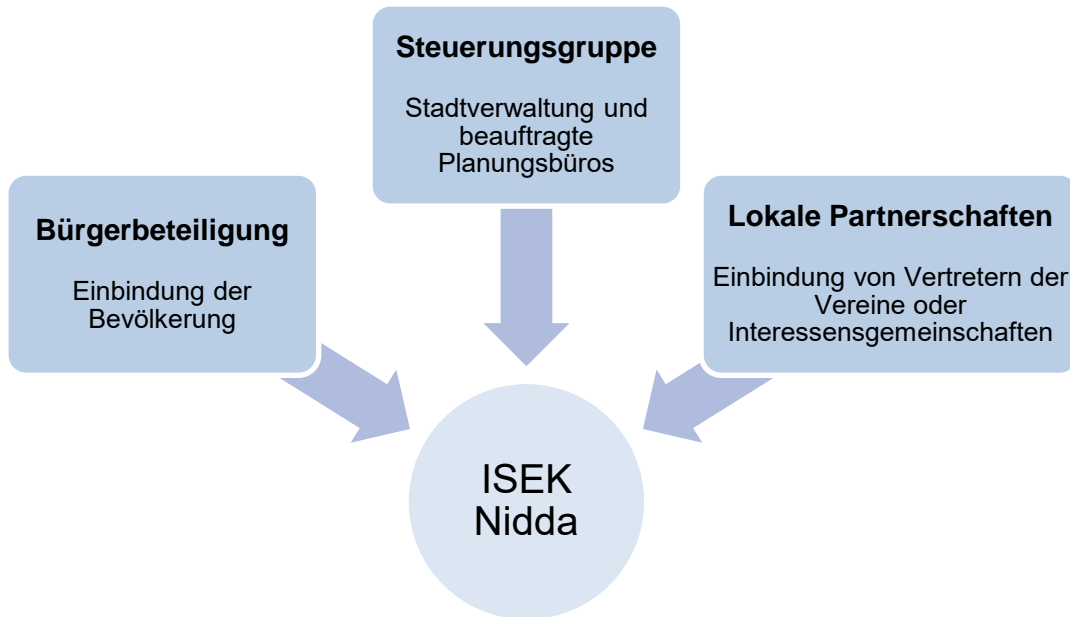 Steuerungsgruppe
Stadtverwaltung und
beauftragte
Planungsbüros
Bürgerbeteiligung
Einbindung der
Bevölkerung
Lokale Partnerschaften
Einbindung von Vertretern der
Vereine oder
Interessensgemeinschaften
ISEK
Nidda